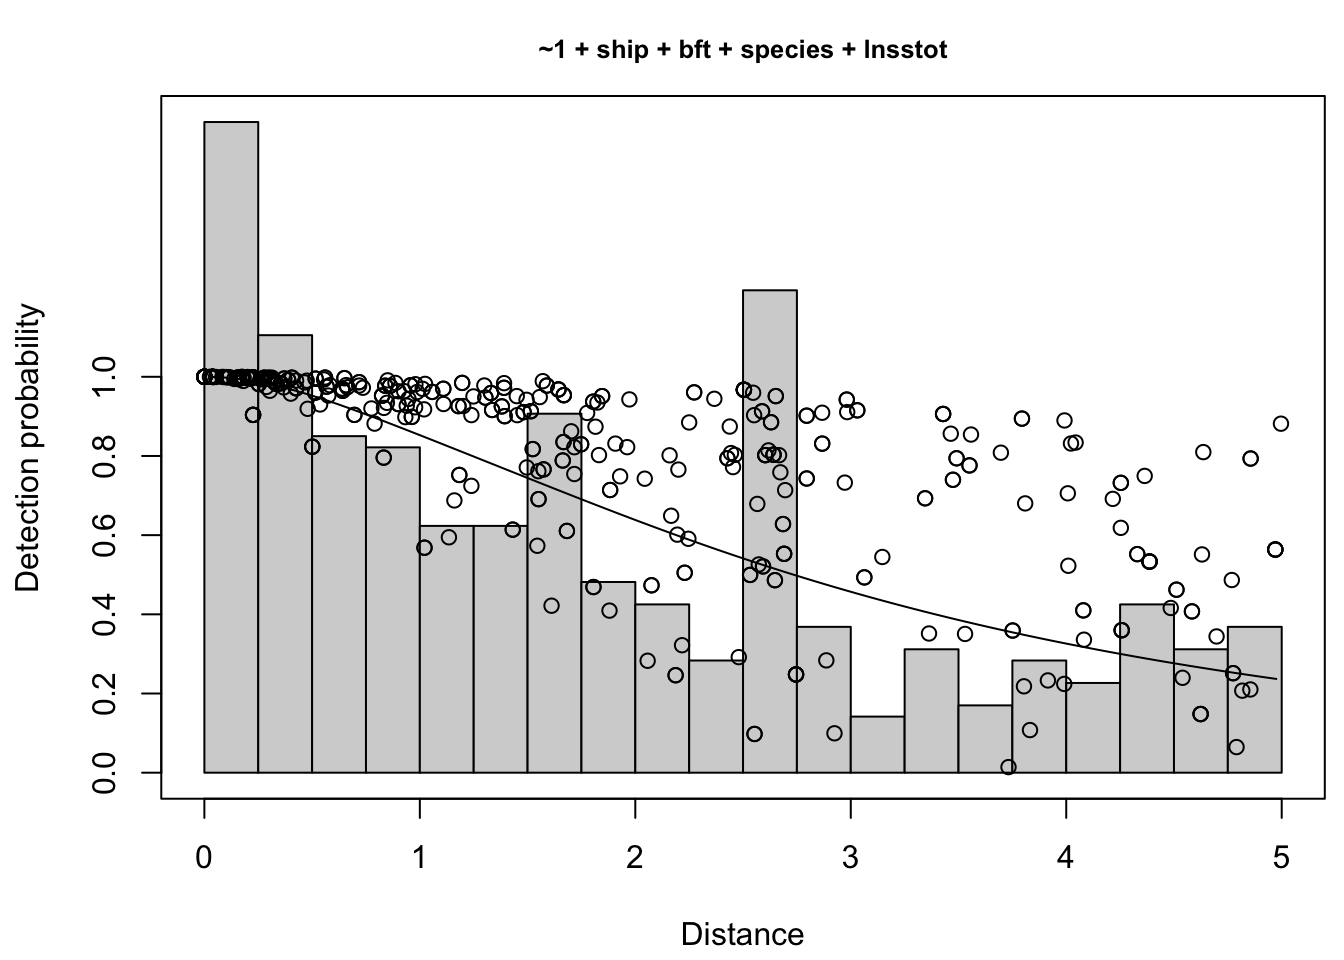 ~1 + ship + bft + species + lnsstot
Detection probability
1.0
0.8
0.6
0.4
0.2
0.0
0 1 2 3 4 5
Distance